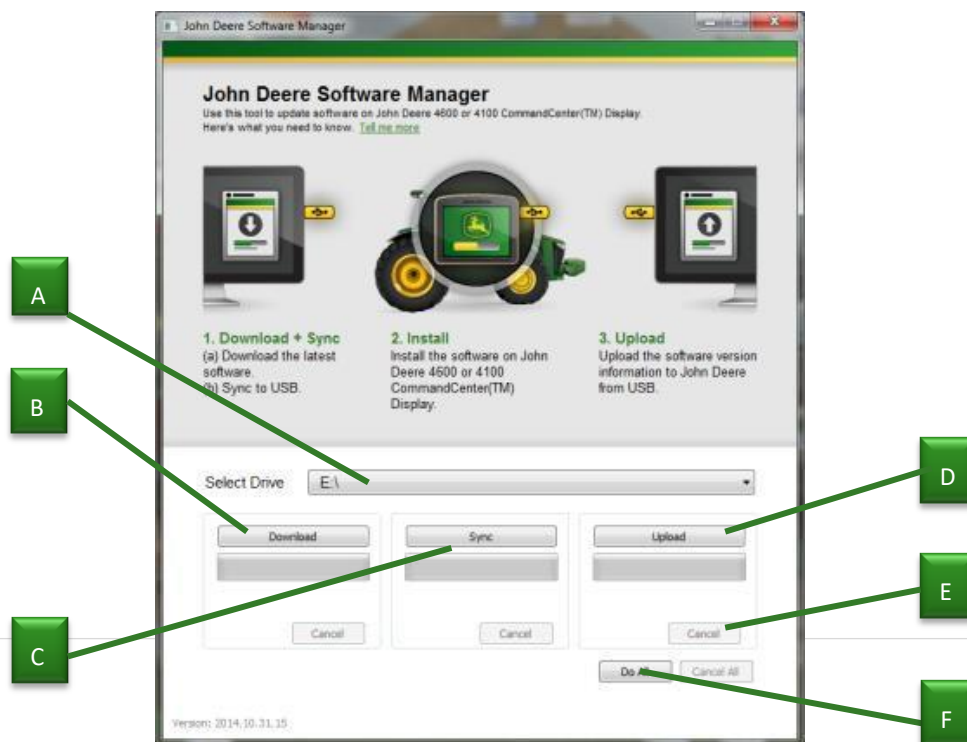 John Deere Software Manager
John Deere Software Manager
Use this tool to update software on John Deere 4600 or 4100 CommandCenter(TM) Display.
Here's what you need to know. Tell me more
A
1. Download + Sync
(a) Download the latest
software.
(b) Sync to USB.
2. Install
Install the software on John
Deere 4600 or 4100
CommandCenter(TM)
Display.
3. Upload
Upload the software version
information to John Deere
from USB.
B
Select Drive E:\
D
Download Sync Upload
E
Cancel Cancel Cancel
C
Do All Cancel All
F
Version: 2014.10.31.15